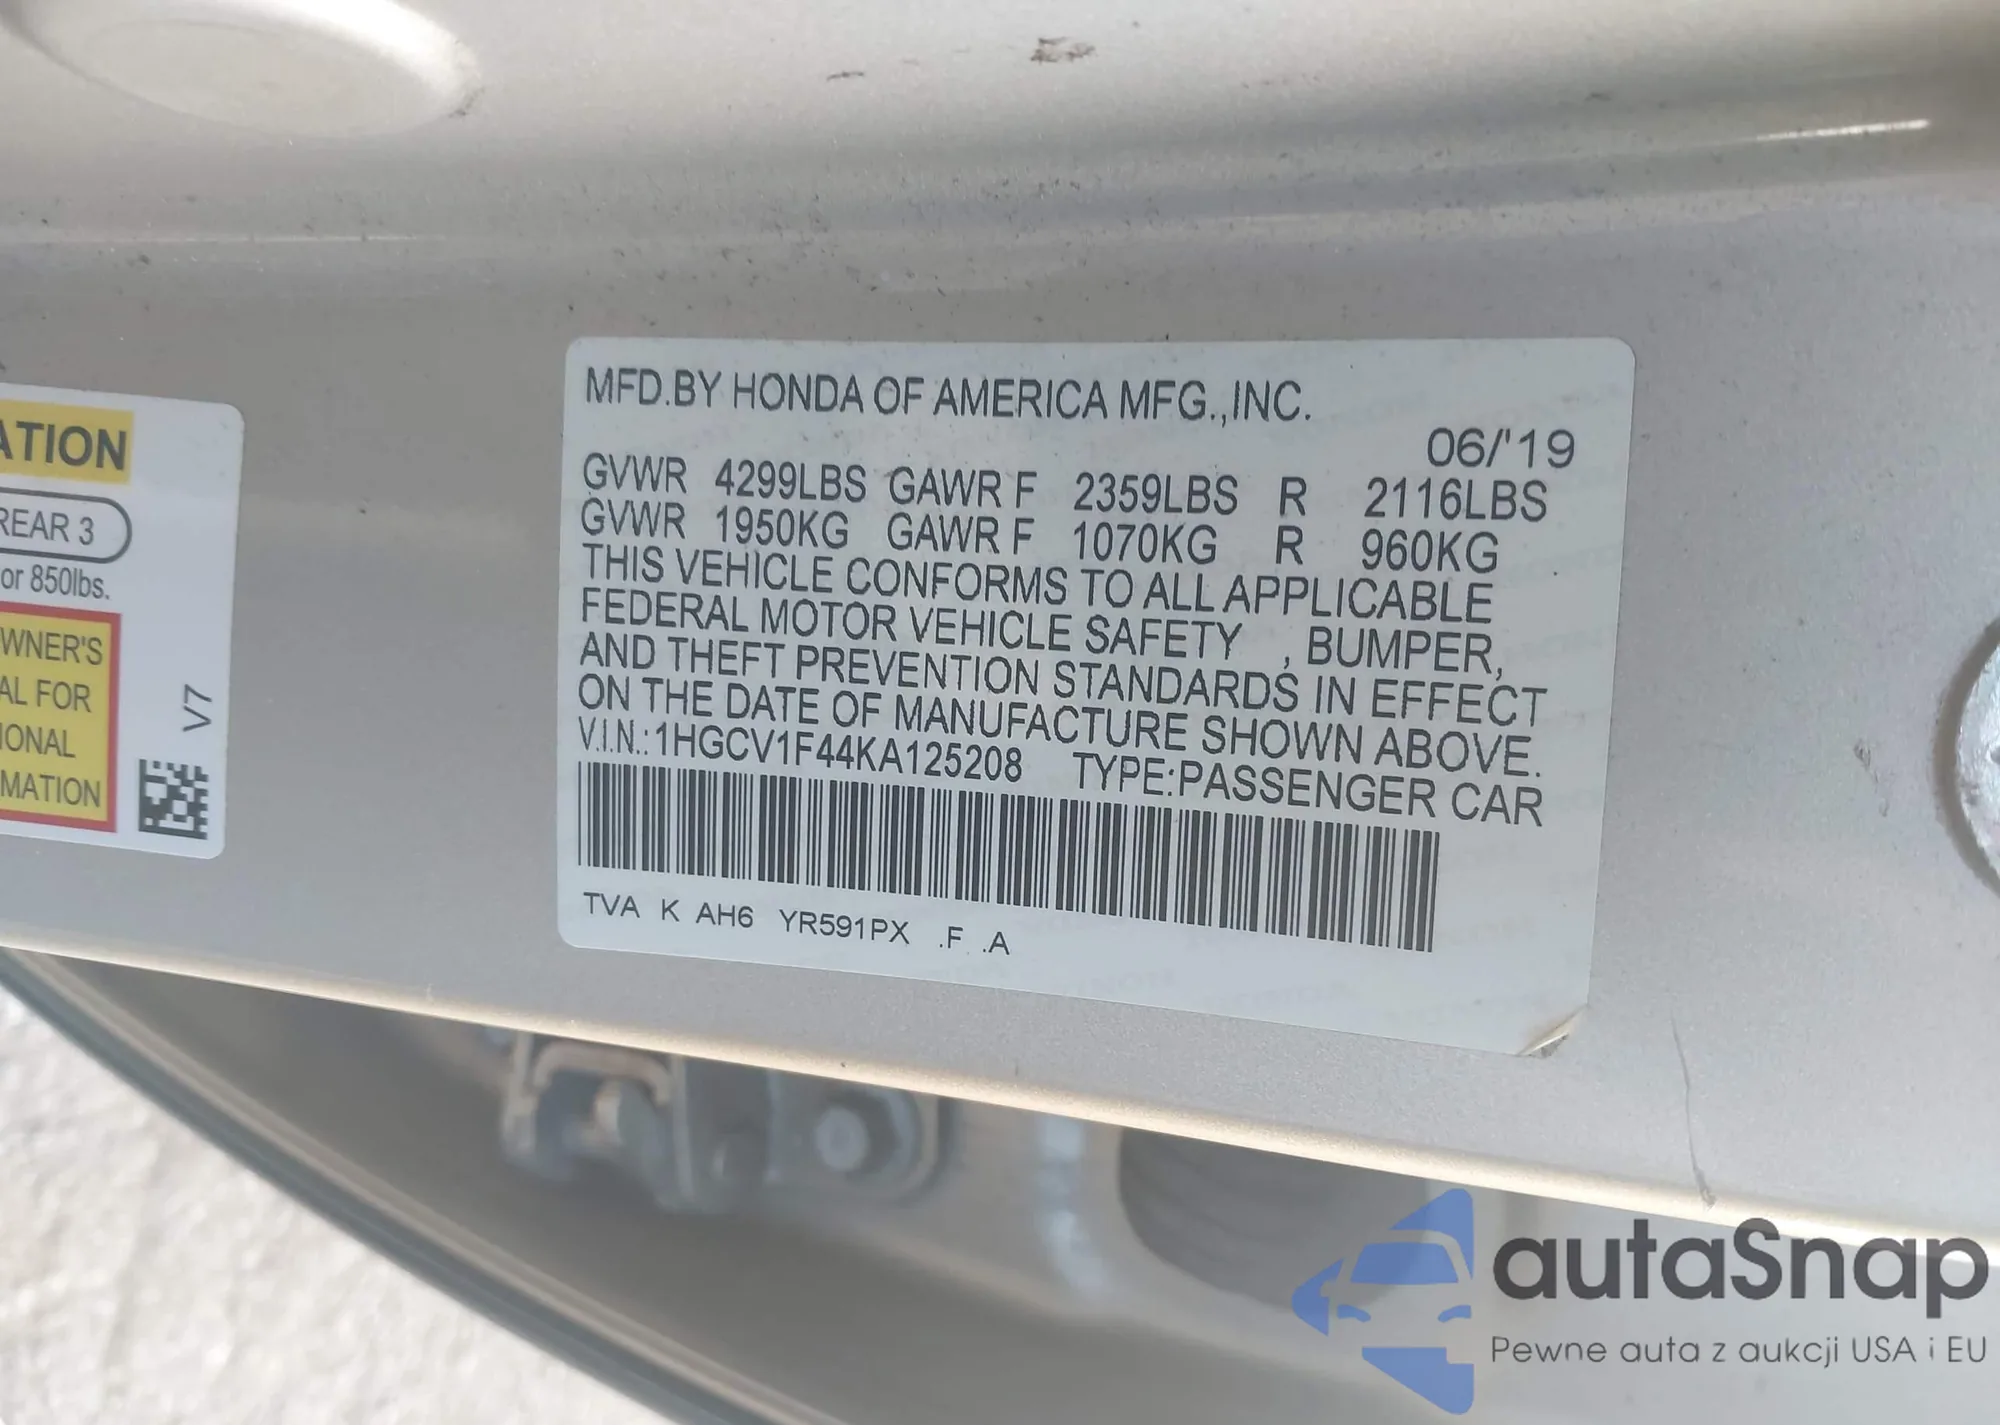 ATION
REAR 3
or 850lbs.
WNER'S
AL FOR
IONAL
MATION
V7
MFD.BY HONDA OF AMERICA MFG.,INC.
06/'19
GVWR 4299LBS GAWR F 2359LBS R 2116LBS
GVWR 1950KG GAWR F 1070KG R 960KG
THIS VEHICLE CONFORMS TO ALL APPLICABLE
FEDERAL MOTOR VEHICLE SAFETY , BUMPER,
AND THEFT PREVENTION STANDARDS IN EFFECT
ON THE DATE OF MANUFACTURE SHOWN ABOVE.
V.I.N.: 1HGCV1F44KA125208 TYPE:PASSENGER CAR
TVA K AH6 YR591PX .F .A
autaSnap
Pewne auta z aukcji USA i EU